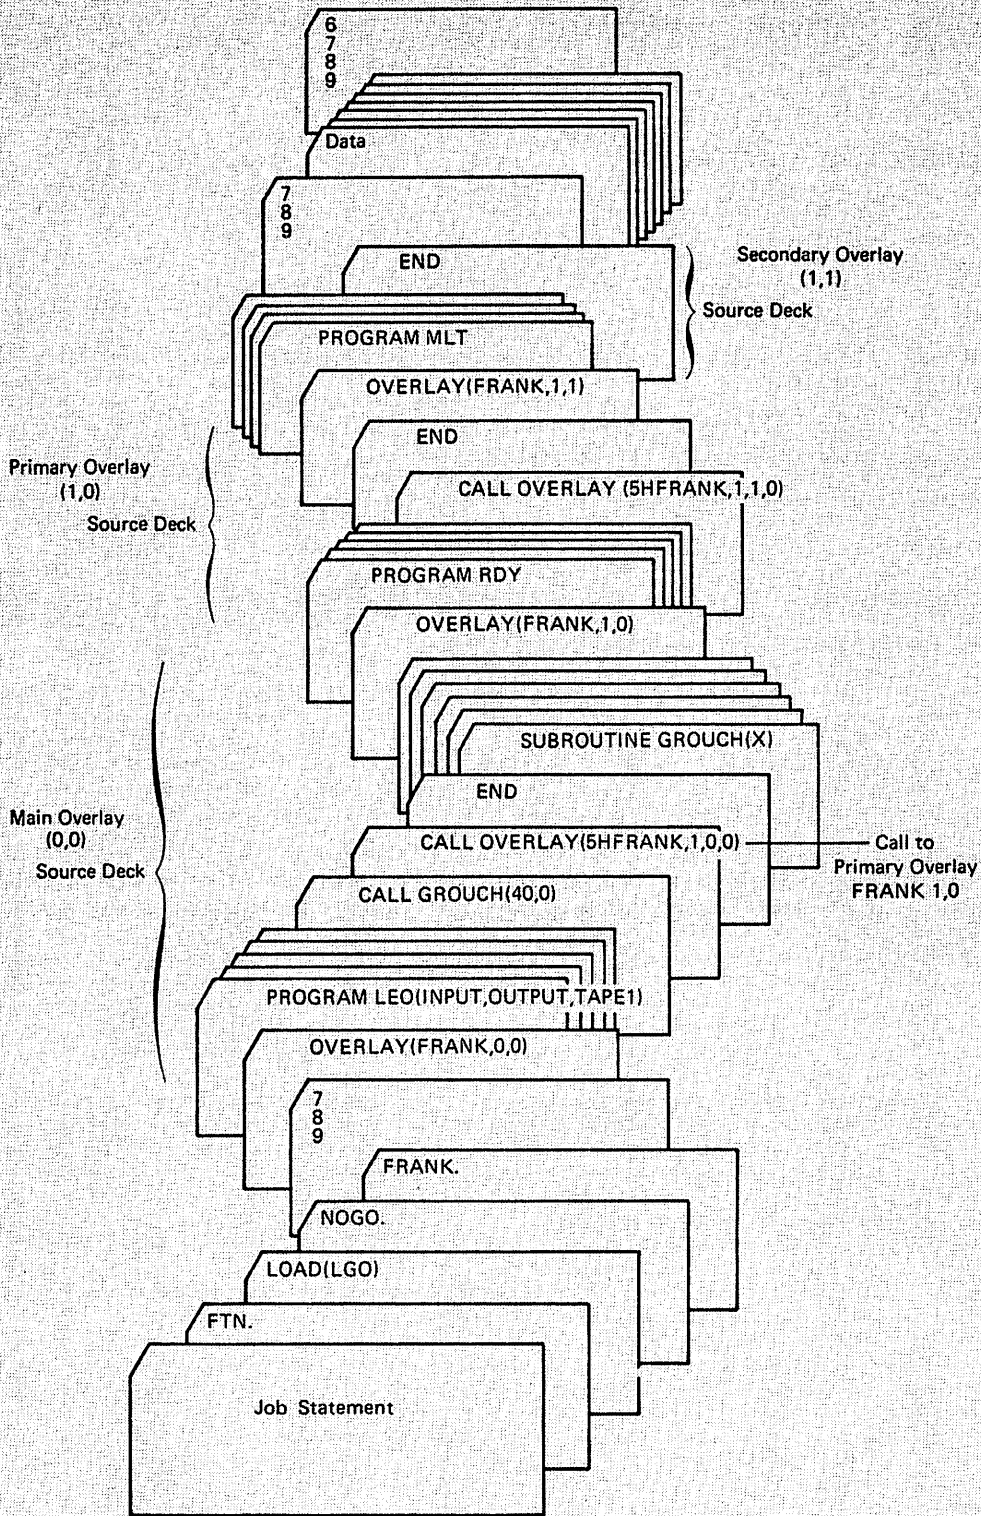 6
7
8
9
Data
7
8
9
END
Secondary Overlay
(1,1)
Source Deck
PROGRAM MLT
OVERLAY(FRANK,1,1)
END
Primary Overlay
(1,0)
Source Deck
CALL OVERLAY (5HFRANK,1,1,0)
PROGRAM RDY
OVERLAY(FRANK,1,0)
SUBROUTINE GROUCH(X)
END
Main Overlay
(0,0)
Source Deck
CALL OVERLAY(5HFRANK,1,0,0)
Call to
Primary Overlay
FRANK 1,0
CALL GROUCH(40,0)
PROGRAM LEO(INPUT,OUTPUT,TAPE1)
OVERLAY(FRANK,0,0)
7
8
9
FRANK.
NOGO.
LOAD(LGO)
FTN.
Job Statement